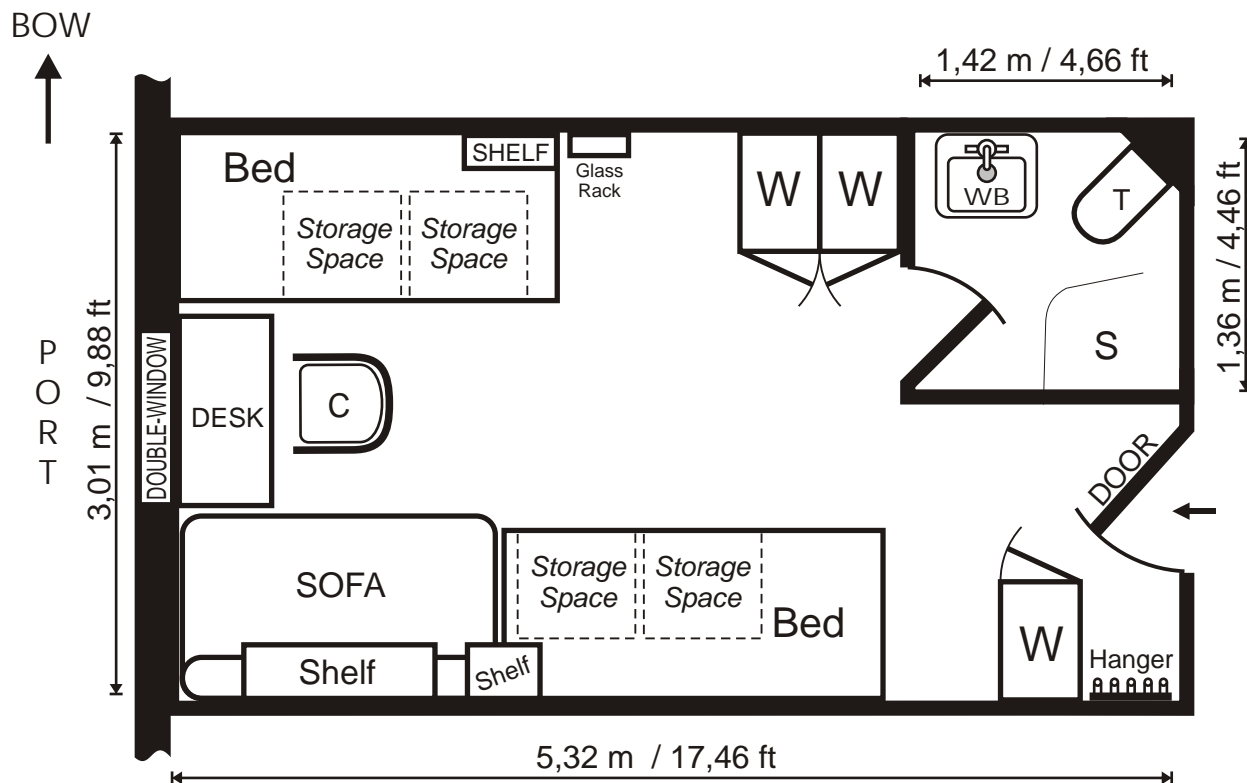 BOW
1,42 m / 4,66 ft
Bed
SHELF
Glass
Rack
W
W
WB
T
1,36 m / 4,46 ft
Storage
Space
Storage
Space
PORT
3,01 m / 9,88 ft
DOUBLE-WINDOW
DESK
C
S
DOOR
SOFA
Storage
Space
Storage
Space
Bed
Shelf
Shelf
W
Hanger
5,32 m / 17,46 ft